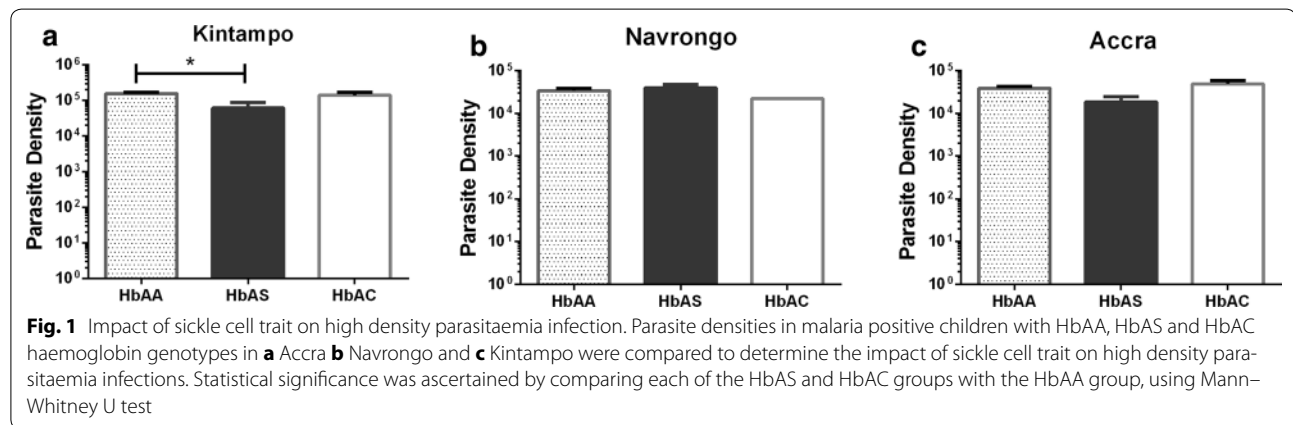 a
Kintampo
Parasite Density
10⁶
10⁵
10⁴
10³
10²
10¹
10⁰
*
HbAA HbAS HbAC
b
Navrongo
Parasite Density
10⁵
10⁴
10³
10²
10¹
10⁰
HbAA HbAS HbAC
c
Accra
Parasite Density
10⁵
10⁴
10³
10²
10¹
10⁰
HbAA HbAS HbAC
Fig. 1 Impact of sickle cell trait on high density parasitaemia infection. Parasite densities in malaria positive children with HbAA, HbAS and HbAC
haemoglobin genotypes in a Accra b Navrongo and c Kintampo were compared to determine the impact of sickle cell trait on high density para-
sitaemia infections. Statistical significance was ascertained by comparing each of the HbAS and HbAC groups with the HbAA group, using Mann–
Whitney U test